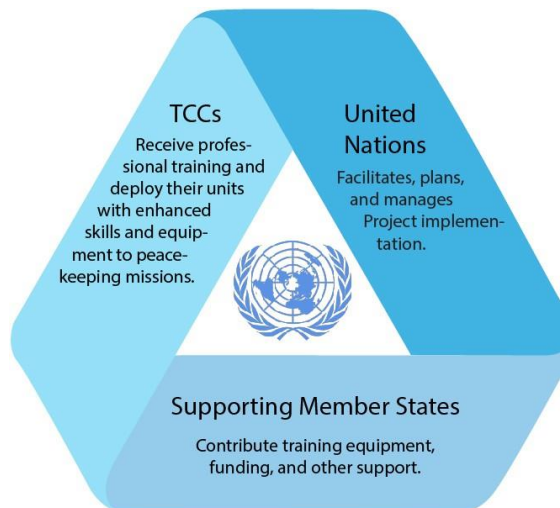 TCCs
Receive profes-
sional training and
deploy their units
with enhanced
skills and equip-
ment to peace-
keeping missions.
United
Nations
Facilitates, plans,
and manages
Project implemen-
tation.
Supporting Member States
Contribute training equipment,
funding, and other support.